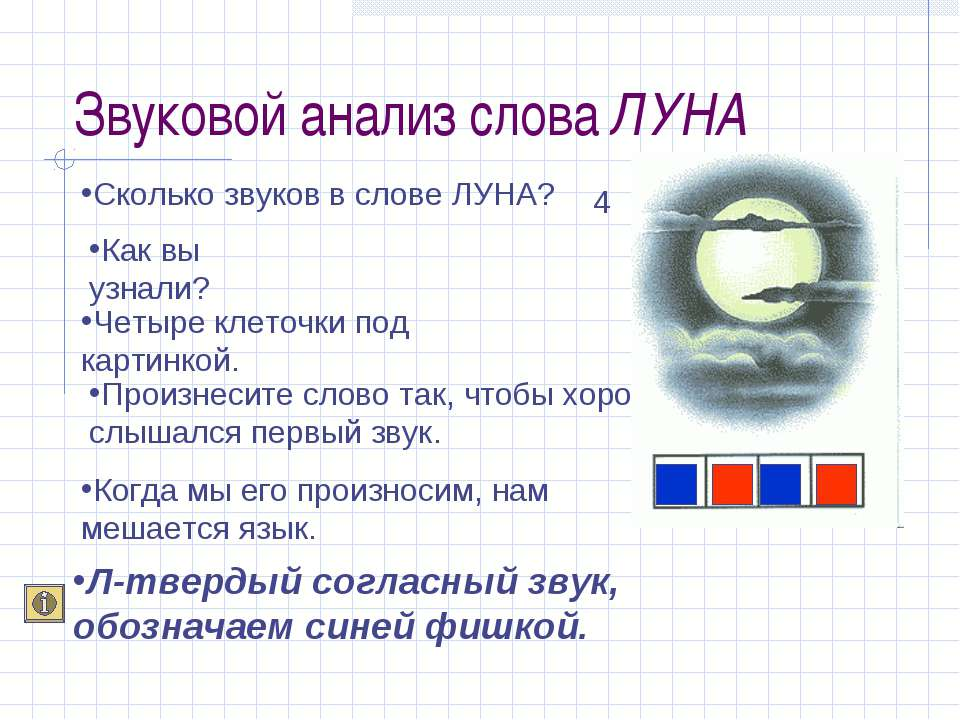 Звуковой анализ слова ЛУНА
•Сколько звуков в слове ЛУНА? 4
•Как вы
узнали?
•Четыре клеточки под
картинкой.
•Произнесите слово так, чтобы хоро
слышался первый звук.
•Когда мы его произносим, нам
мешается язык.
•Л-твердый согласный звук,
обозначаем синей фишкой.